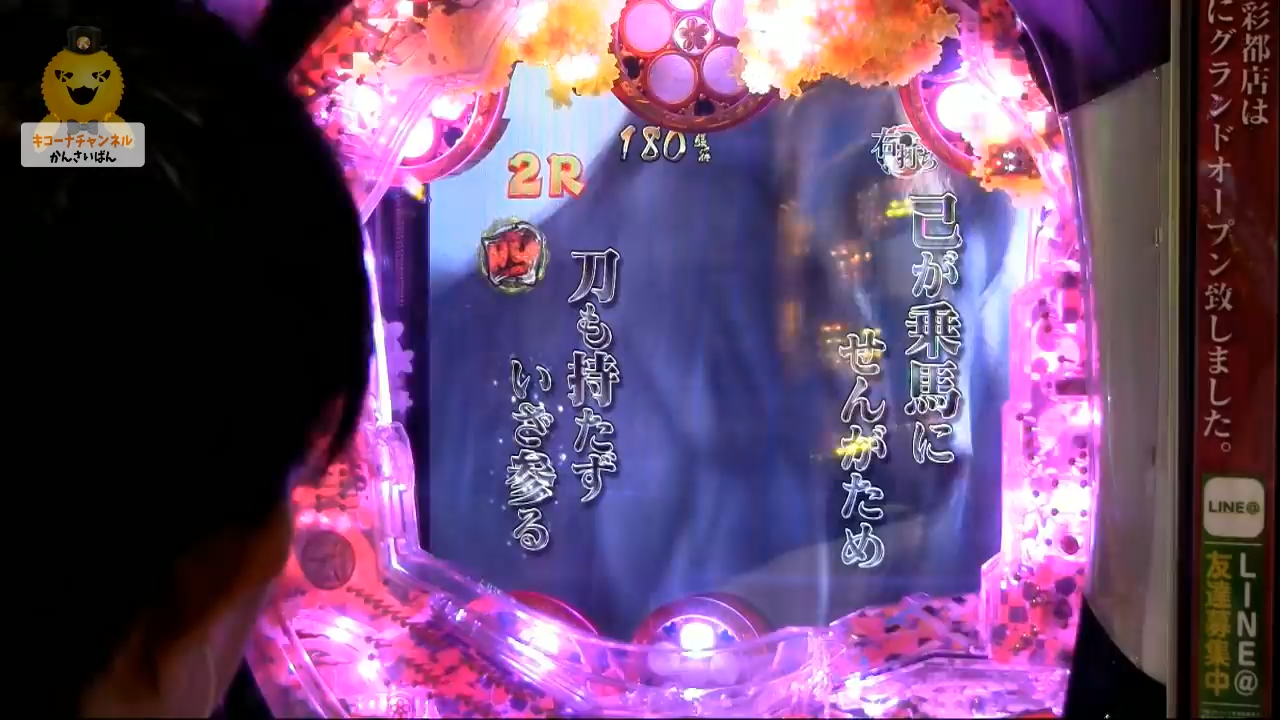 キコーナチャンネル
かんさいばん
2R
180
右打ち
己が乗馬に
せんがため
刀も持たず
いざ参る
四
彩都店は
にグランドオープン致しました。
LINE@
LINE@
友達募集中